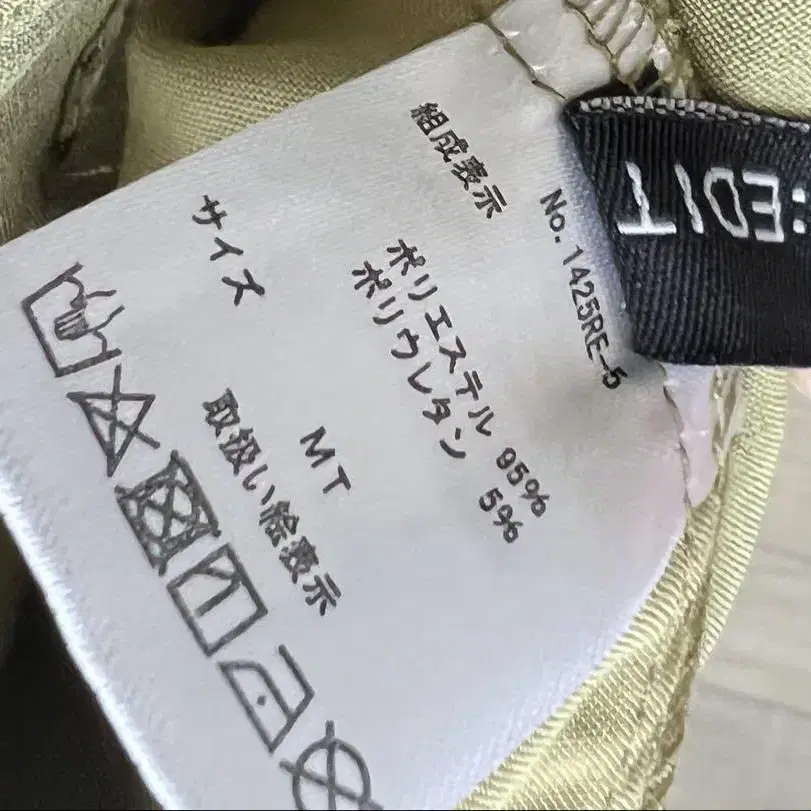 :EDIT
No. 1425RE-5
組成表示
ポリエステル 95%
ポリウレタン 5%
サイズ
MT
取扱い絵表示